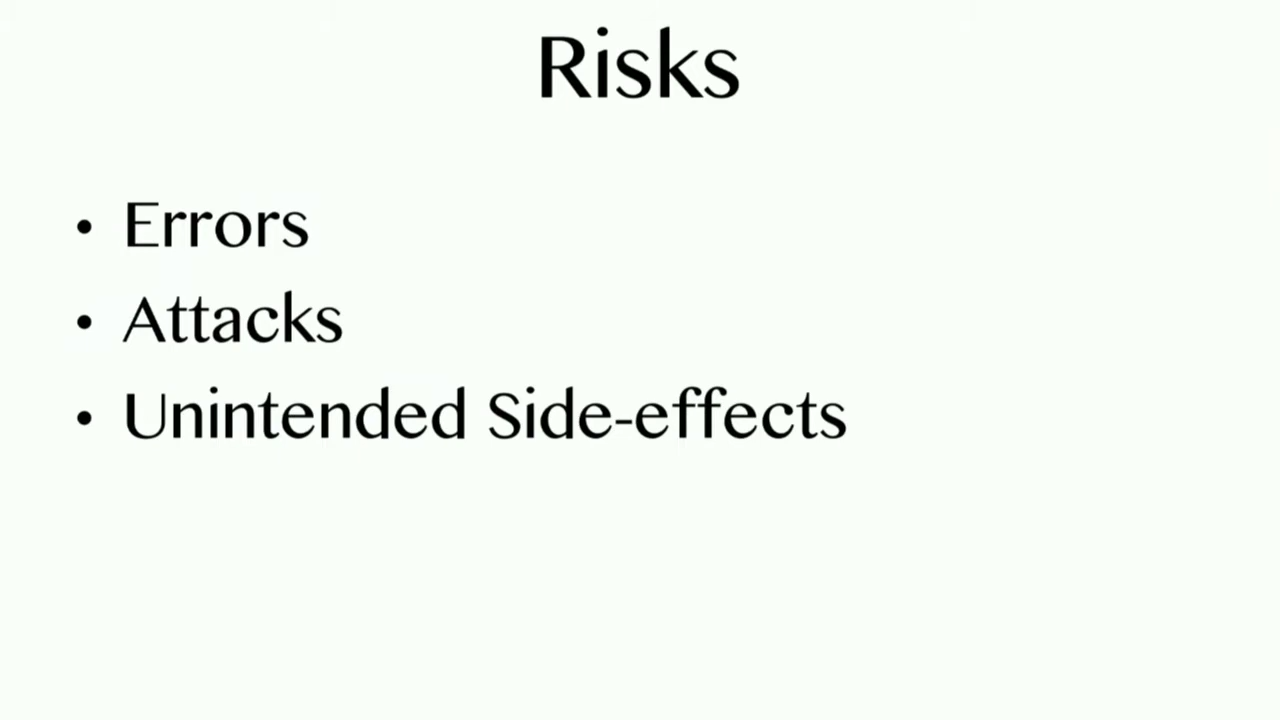 Risks
• Errors
• Attacks
• Unintended Side-effects